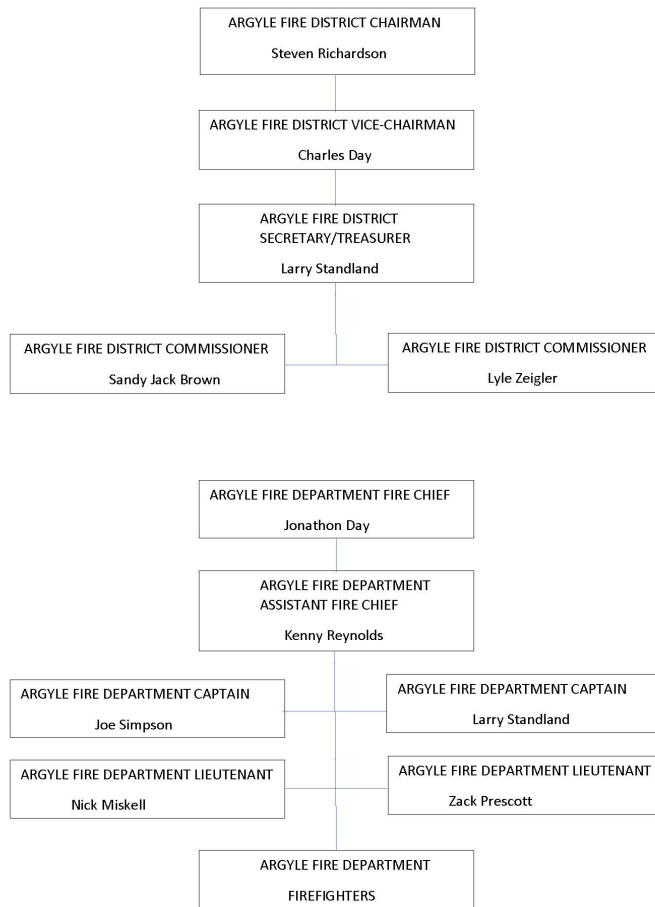 ARGYLE FIRE DISTRICT CHAIRMAN
Steven Richardson
ARGYLE FIRE DISTRICT VICE-CHAIRMAN
Charles Day
ARGYLE FIRE DISTRICT
SECRETARY/TREASURER
Larry Standland
ARGYLE FIRE DISTRICT COMMISSIONER
Sandy Jack Brown
ARGYLE FIRE DISTRICT COMMISSIONER
Lyle Zeigler
ARGYLE FIRE DEPARTMENT FIRE CHIEF
Jonathon Day
ARGYLE FIRE DEPARTMENT
ASSISTANT FIRE CHIEF
Kenny Reynolds
ARGYLE FIRE DEPARTMENT CAPTAIN
Joe Simpson
ARGYLE FIRE DEPARTMENT CAPTAIN
Larry Standland
ARGYLE FIRE DEPARTMENT LIEUTENANT
Nick Miskell
ARGYLE FIRE DEPARTMENT LIEUTENANT
Zack Prescott
ARGYLE FIRE DEPARTMENT
FIREFIGHTERS